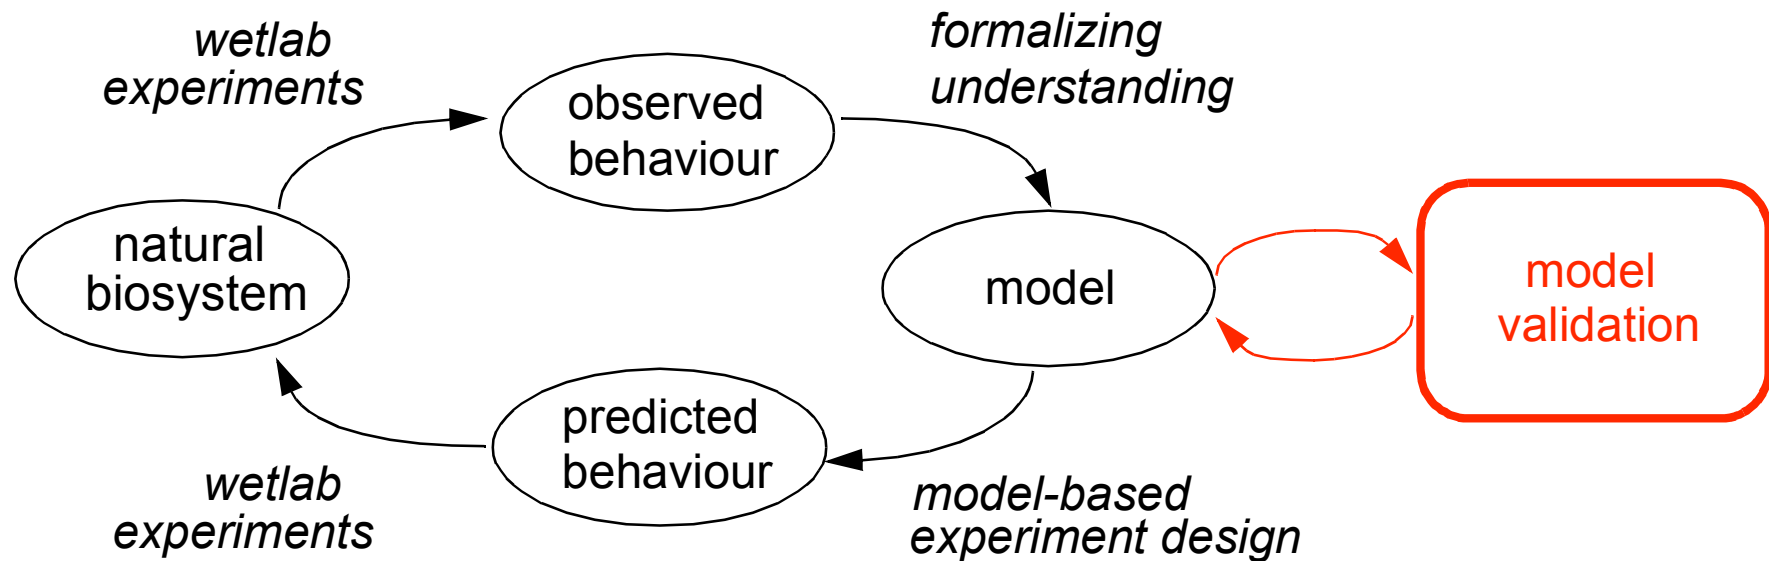 wetlab
experiments
observed
behaviour
formalizing
understanding
natural
biosystem
model
model
validation
predicted
behaviour
wetlab
experiments
model-based
experiment design